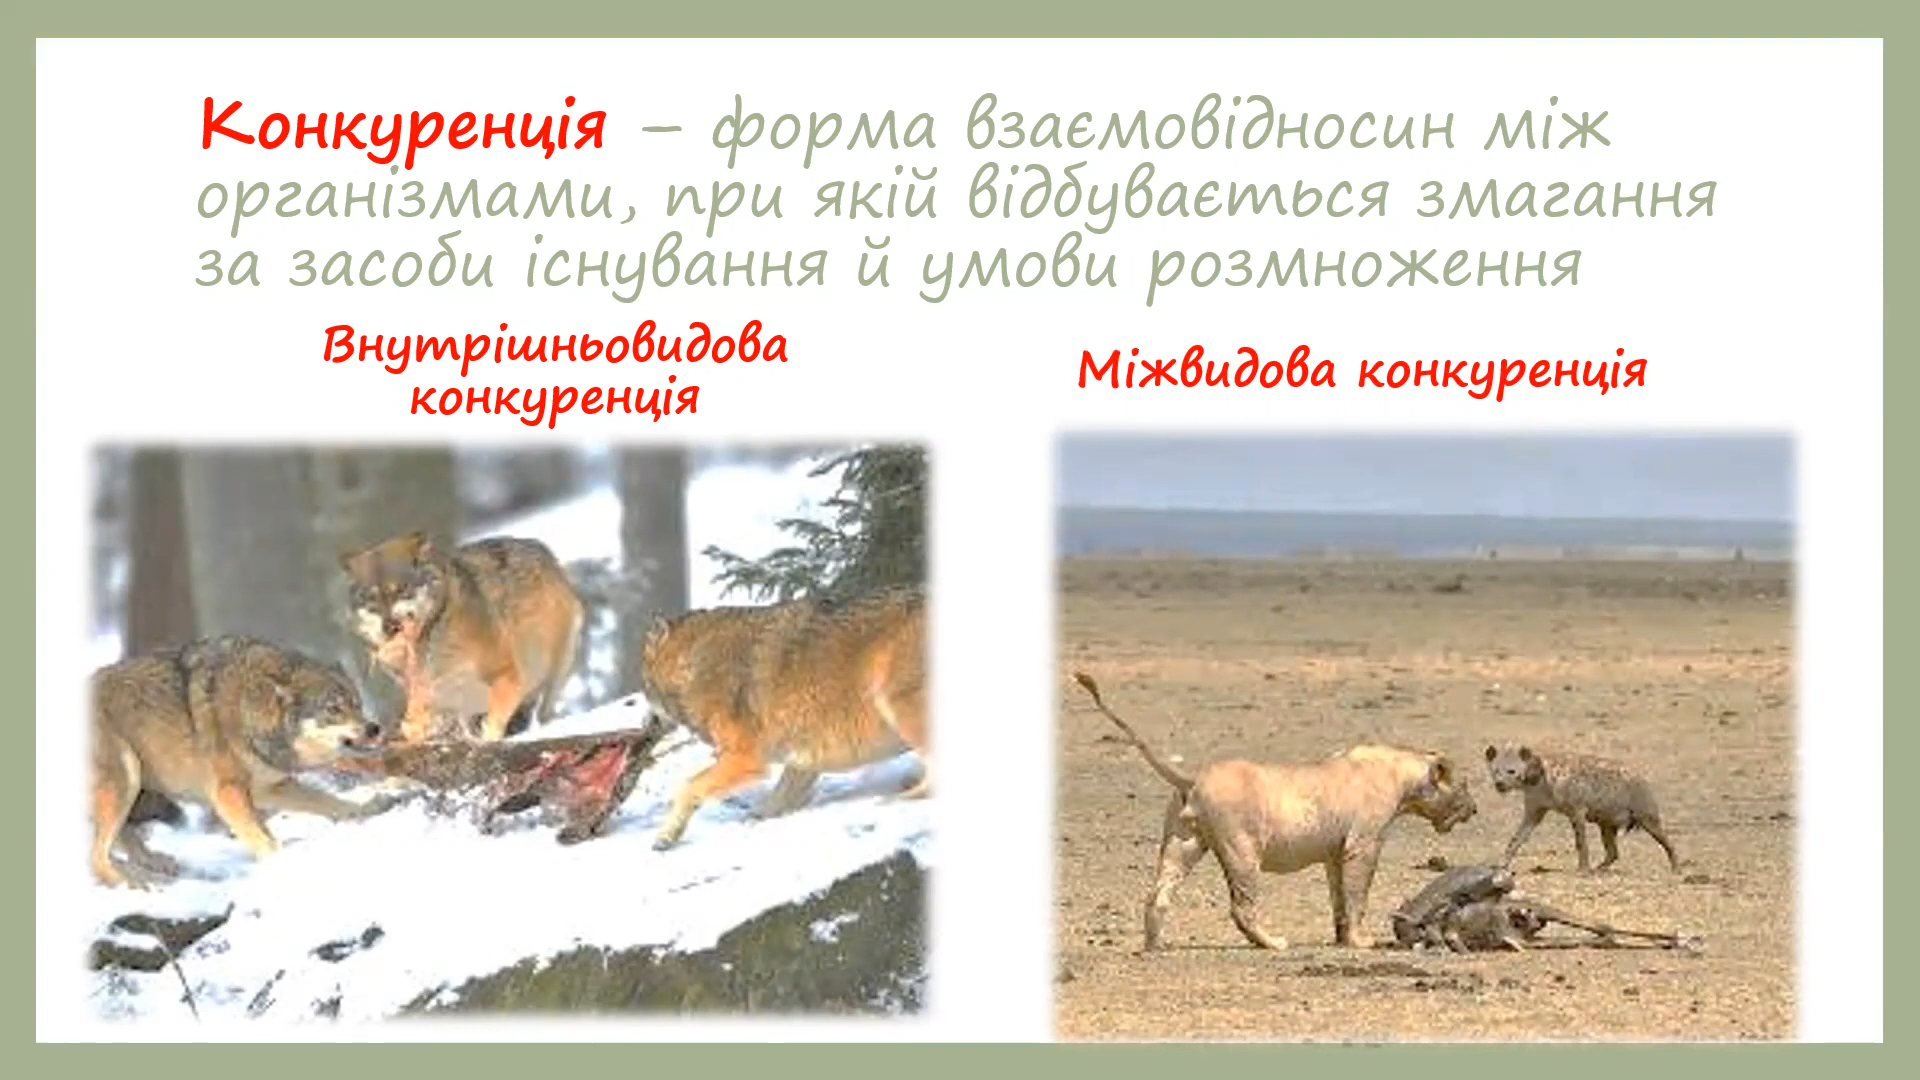 Конкуренція – форма взаємовідносин між
організмами, при якій відбувається змагання
за засоби існування й умови розмноження
Внутрішньовидова
конкуренція
Міжвидова конкуренція